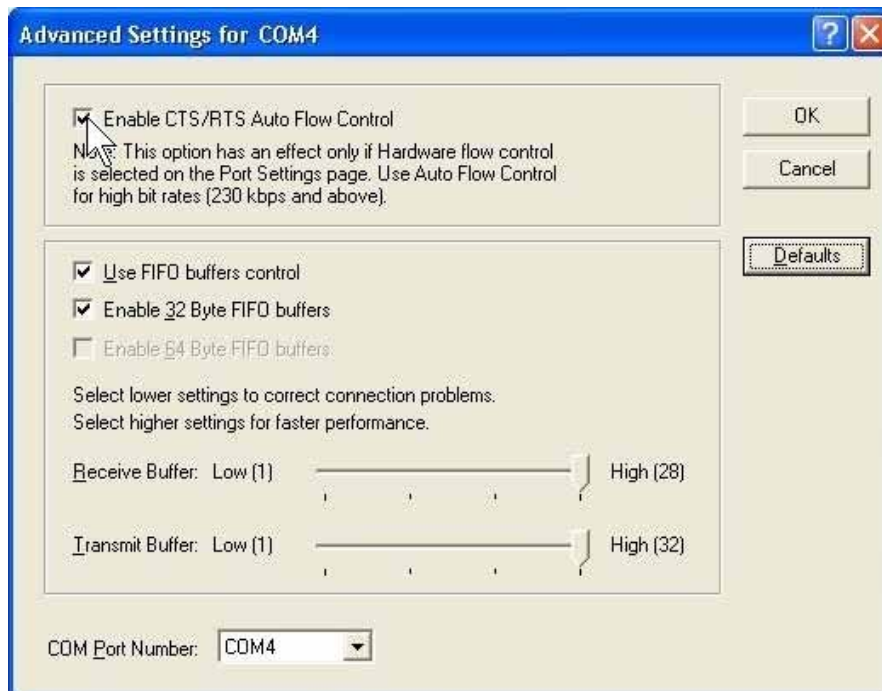 Advanced Settings for COM4
Enable CTS/RTS Auto Flow Control
OK
Note: This option has an effect only if Hardware flow control
is selected on the Port Settings page. Use Auto Flow Control
for high bit rates (230 kbps and above).
Cancel
Defaults
Use FIFO buffers control
Enable 32 Byte FIFO buffers
Enable 64 Byte FIFO buffers
Select lower settings to correct connection problems.
Select higher settings for faster performance.
Receive Buffer: Low (1) High (28)
Transmit Buffer: Low (1) High (32)
COM Port Number: COM4